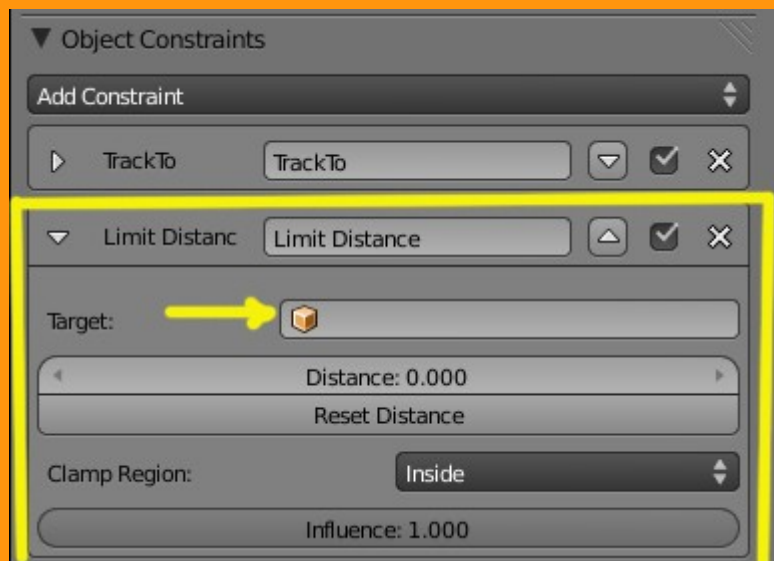 Object Constraints
Add Constraint
TrackTo TrackTo
Limit Distanc Limit Distance
Target:
Distance: 0.000
Reset Distance
Clamp Region: Inside
Influence: 1.000